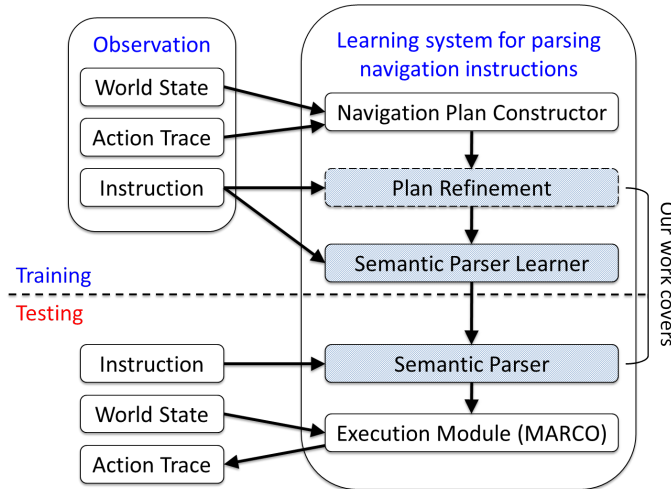 Observation
World State
Action Trace
Instruction
Learning system for parsing
navigation instructions
Navigation Plan Constructor
Plan Refinement
Semantic Parser Learner
Our work covers
Training
Testing
Instruction
World State
Action Trace
Semantic Parser
Execution Module (MARCO)